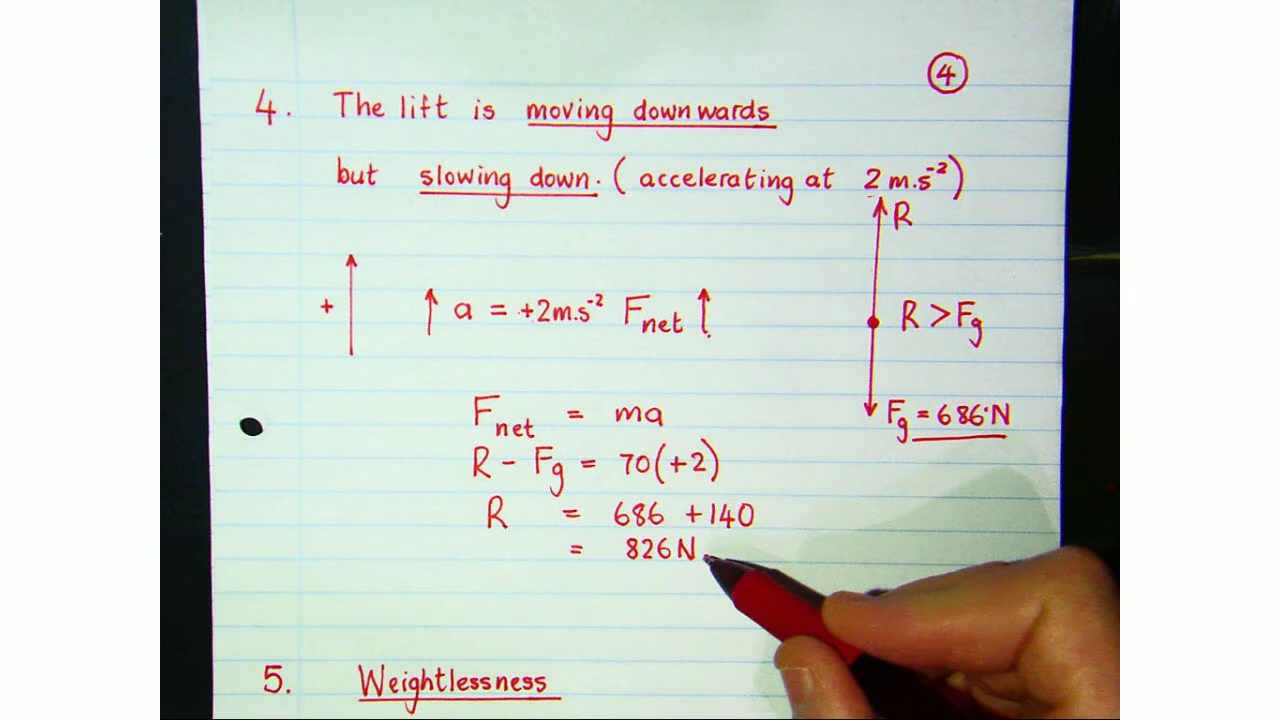 ④
4. The lift is moving downwards
but slowing down. (accelerating at 2 m.s⁻²)
R
+ ↑ ↑ a = +2m.s⁻² Fnet ↑ R > Fg
Fnet = ma Fg = 686 N
R - Fg = 70(+2)
R = 686 + 140
= 826 N
5. Weightlessness